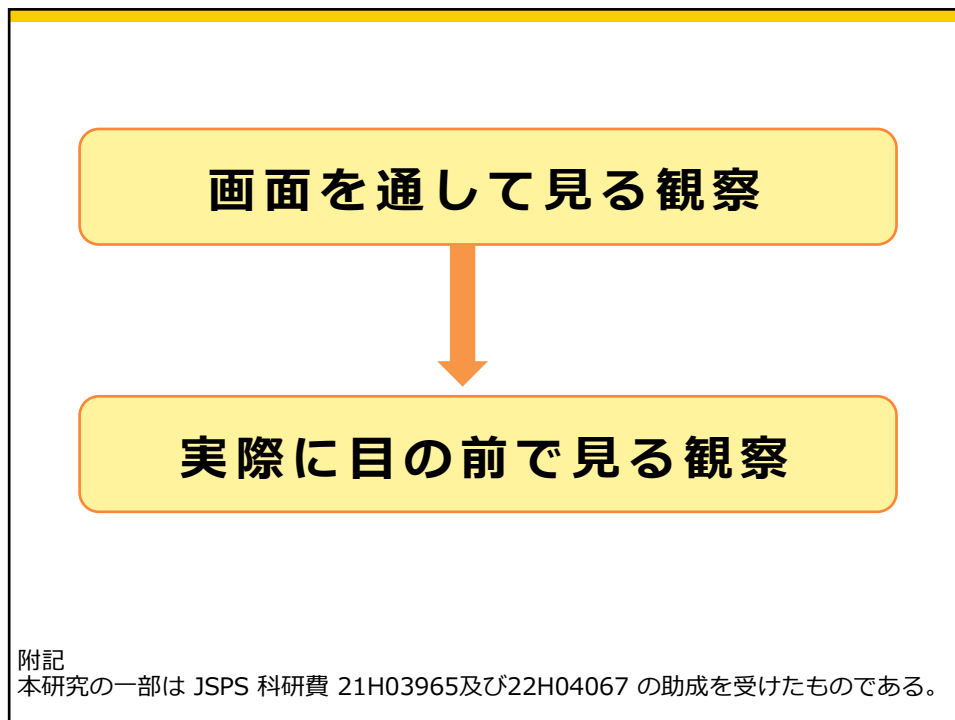 画面を通して見る観察
実際に目の前で見る観察
附記
本研究の一部は JSPS 科研費 21H03965及び22H04067 の助成を受けたものである。